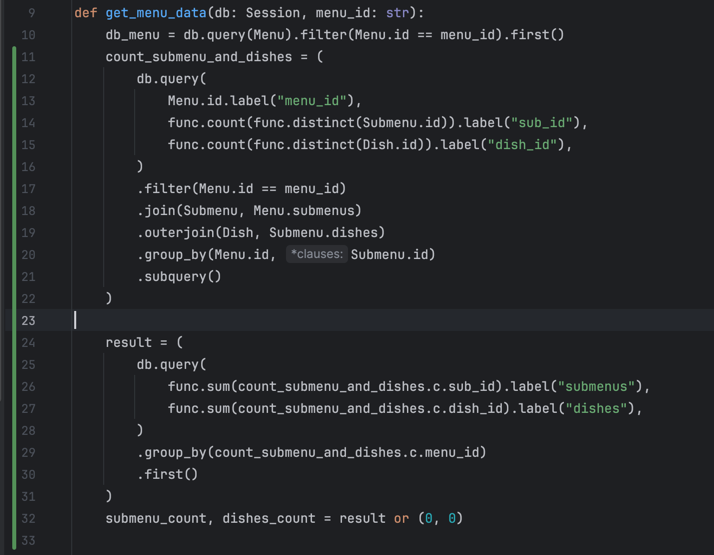 9 def get_menu_data(db: Session, menu_id: str):
10 db_menu = db.query(Menu).filter(Menu.id == menu_id).first()
11 count_submenu_and_dishes = (
12 db.query(
13 Menu.id.label("menu_id"),
14 func.count(func.distinct(Submenu.id)).label("sub_id"),
15 func.count(func.distinct(Dish.id)).label("dish_id"),
16 )
17 .filter(Menu.id == menu_id)
18 .join(Submenu, Menu.submenus)
19 .outerjoin(Dish, Submenu.dishes)
20 .group_by(Menu.id, *clauses: Submenu.id)
21 .subquery()
22 )
23
24 result = (
25 db.query(
26 func.sum(count_submenu_and_dishes.c.sub_id).label("submenus"),
27 func.sum(count_submenu_and_dishes.c.dish_id).label("dishes"),
28 )
29 .group_by(count_submenu_and_dishes.c.menu_id)
30 .first()
31 )
32 submenu_count, dishes_count = result or (0, 0)
33